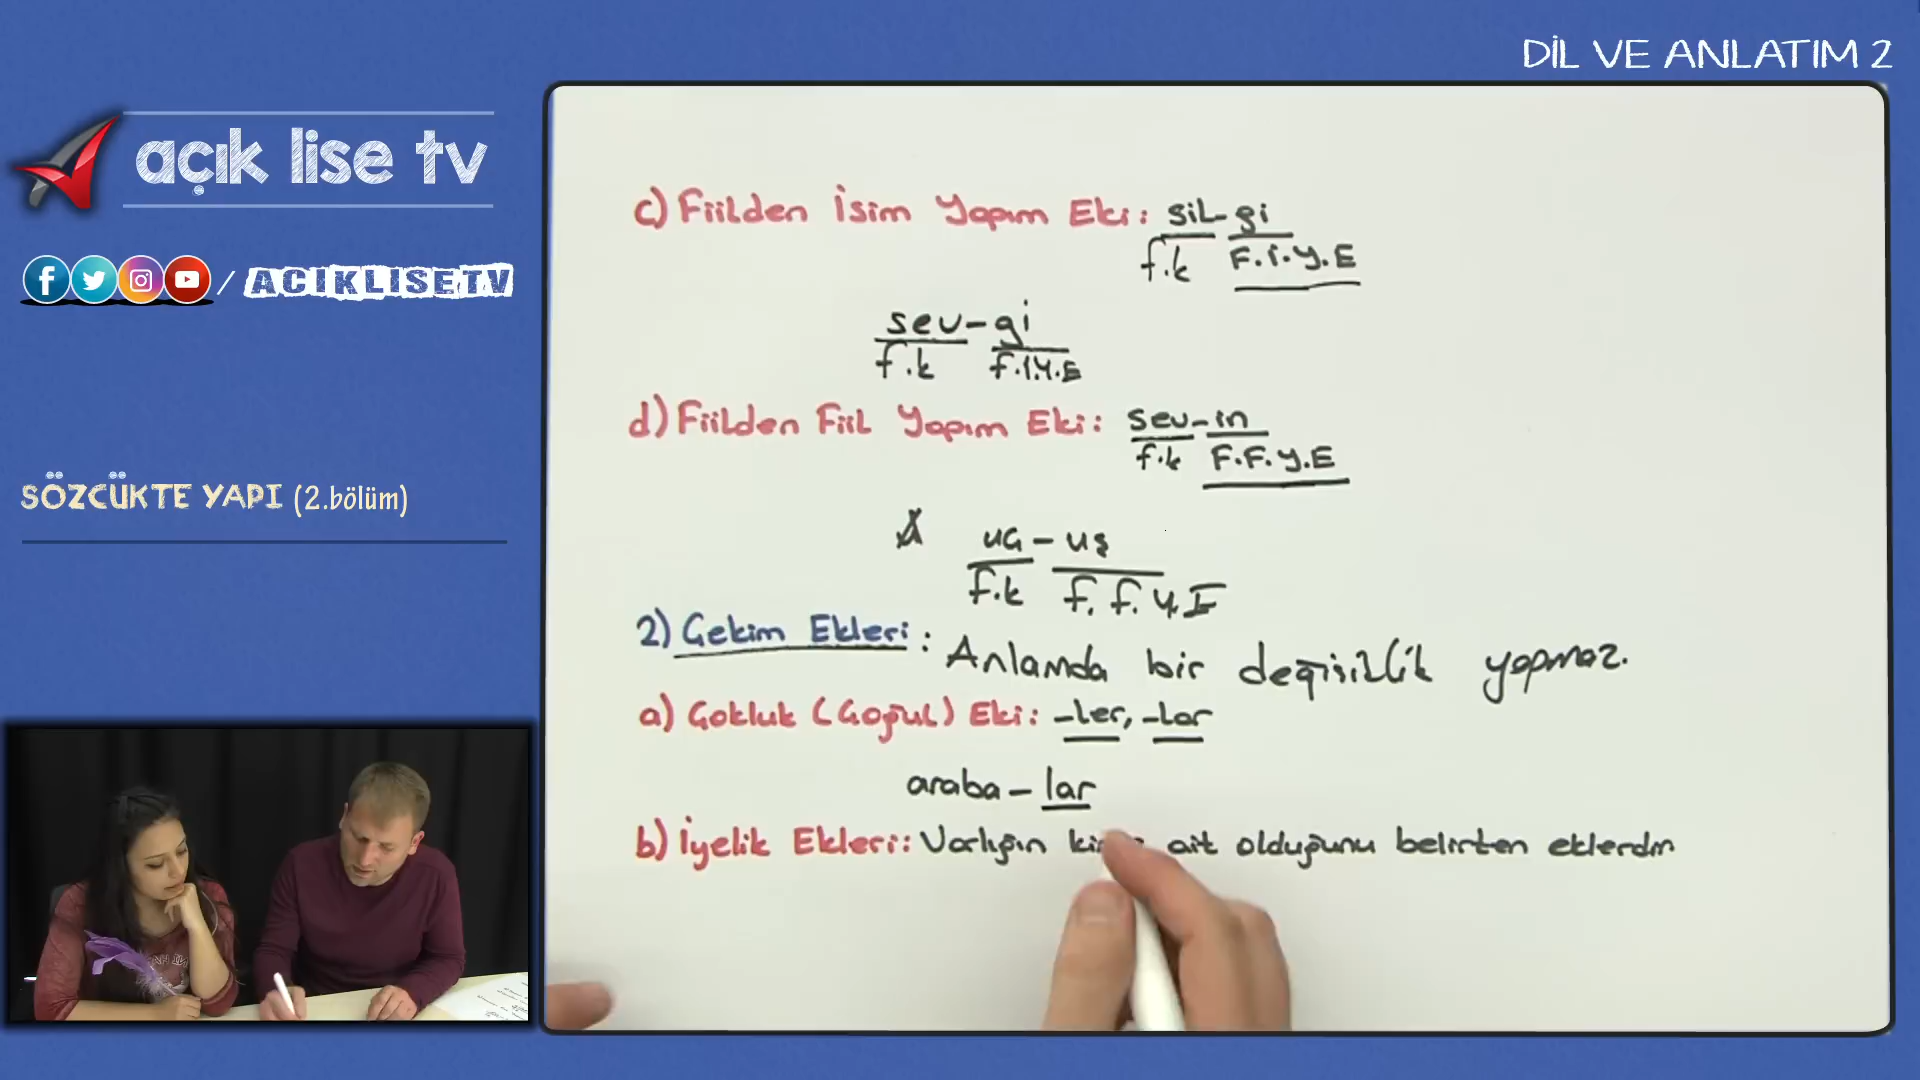 DİL VE ANLATIM 2
açık lise tv
/ ACIKLISETV
SÖZCÜKTE YAPI (2.bölüm)
c) Fiilden İsim Yapım Eki: sil-gi
f.k F.i.y.E
sev-gi
f.k f.i.Y.E
d) Fiilden Fiil Yapım Eki: sev-in
f.k F.F.y.E
uç-uş
f.k f.f.y.E
2) Çekim Ekleri: Anlamda bir değişiklik yapmaz.
a) Çokluk (Çoğul) Eki: -ler, -lar
araba-lar
b) İyelik Ekleri: Varlığın ait olduğunu belirten eklerdir